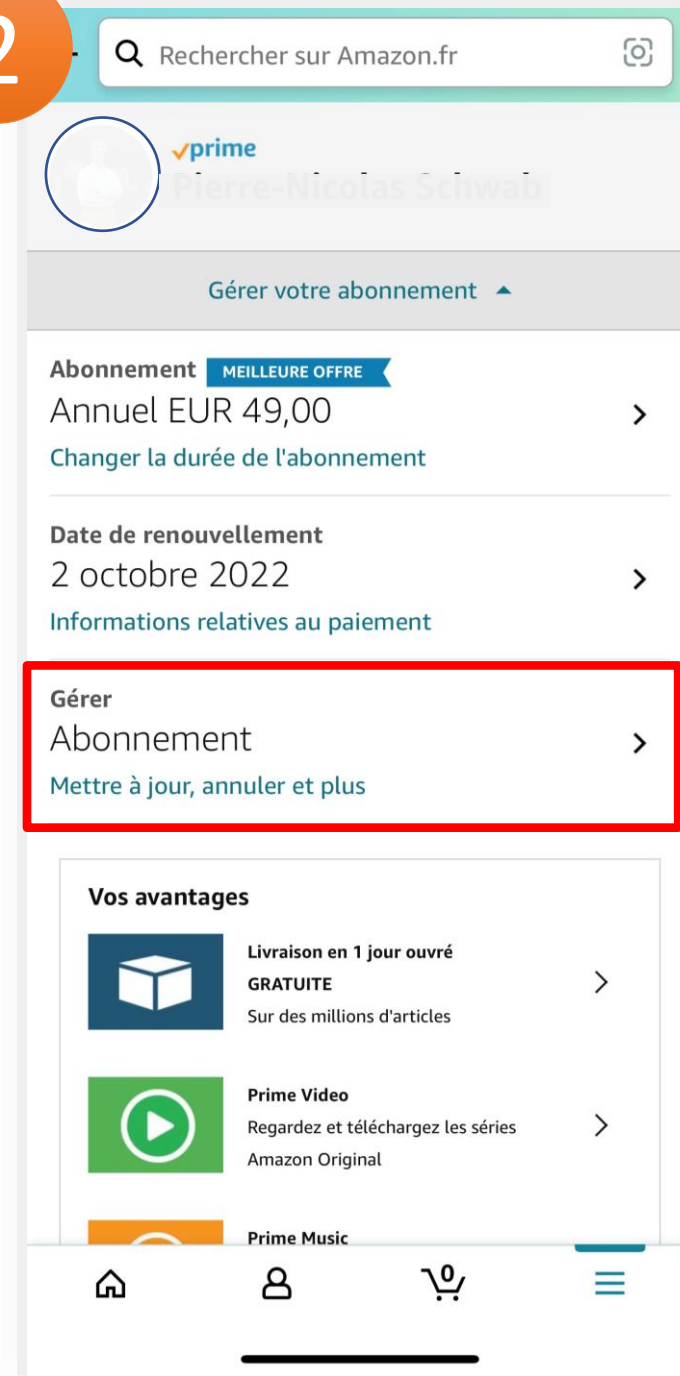 2
Rechercher sur Amazon.fr
prime
Pierre-Nicolas Schwab
Gérer votre abonnement
Abonnement MEILLEURE OFFRE
Annuel EUR 49,00
Changer la durée de l'abonnement
Date de renouvellement
2 octobre 2022
Informations relatives au paiement
Gérer
Abonnement
Mettre à jour, annuler et plus
Vos avantages
Livraison en 1 jour ouvré
GRATUITE
Sur des millions d'articles
Prime Video
Regardez et téléchargez les séries
Amazon Original
Prime Music
0